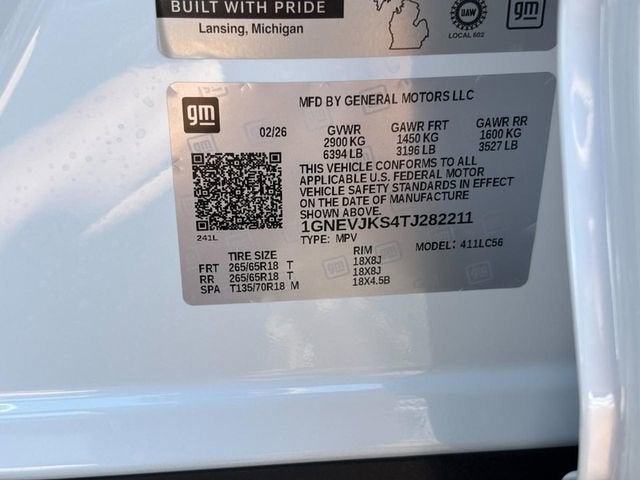 BUILT WITH PRIDE
Lansing, Michigan
UAW
LOCAL 602
gm
gm
MFD BY GENERAL MOTORS LLC
02/26 GVWR GAWR FRT GAWR RR
2900 KG 1450 KG 1600 KG
6394 LB 3196 LB 3527 LB
THIS VEHICLE CONFORMS TO ALL
APPLICABLE U.S. FEDERAL MOTOR
VEHICLE SAFETY STANDARDS IN EFFECT
ON THE DATE OF MANUFACTURE
SHOWN ABOVE.
1GNEVJKS4TJ282211
241L
TYPE: MPV MODEL: 411LC56
TIRE SIZE RIM
FRT 265/65R18 T 18X8J
RR 265/65R18 T 18X8J
SPA T135/70R18 M 18X4.5B